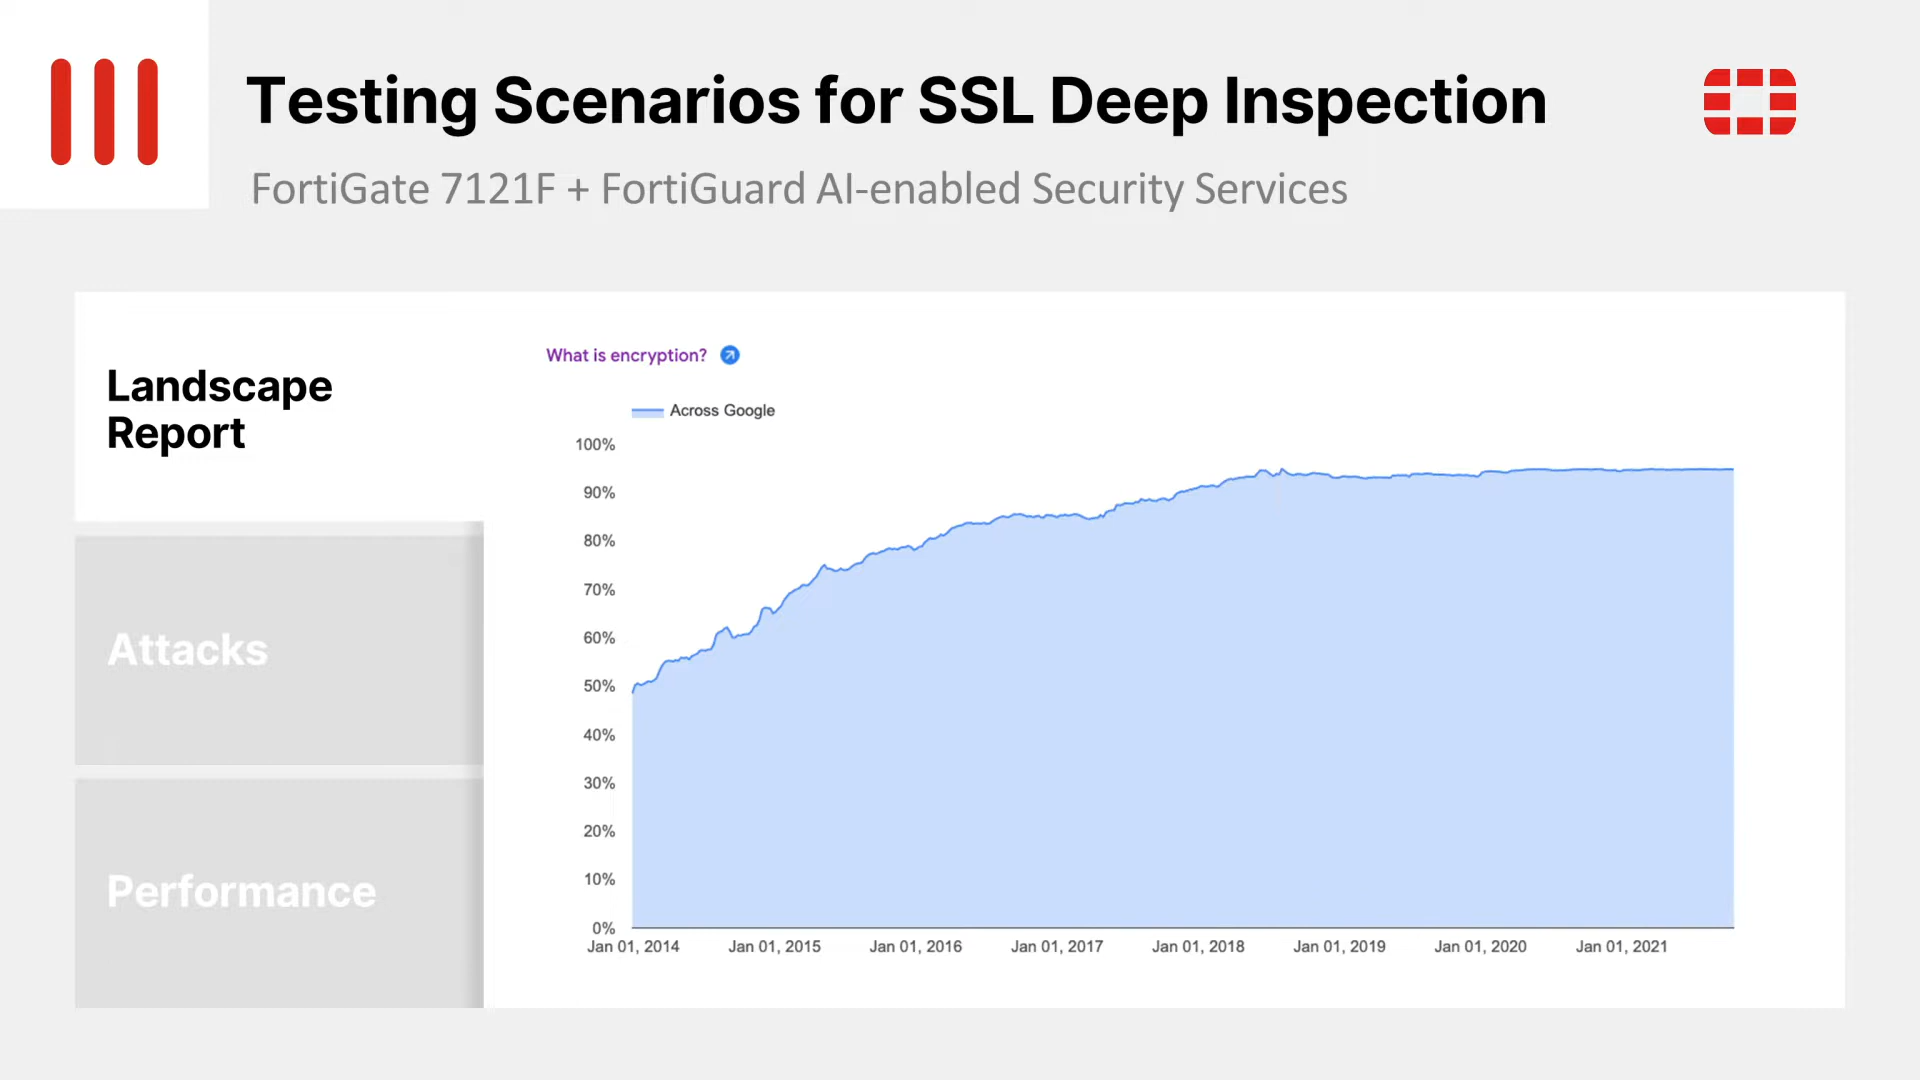 Testing Scenarios for SSL Deep Inspection
FortiGate 7121F + FortiGuard AI-enabled Security Services
Landscape
Report
Attacks
Performance
What is encryption?
Across Google
100%
90%
80%
70%
60%
50%
40%
30%
20%
10%
0%
Jan 01, 2014
Jan 01, 2015
Jan 01, 2016
Jan 01, 2017
Jan 01, 2018
Jan 01, 2019
Jan 01, 2020
Jan 01, 2021